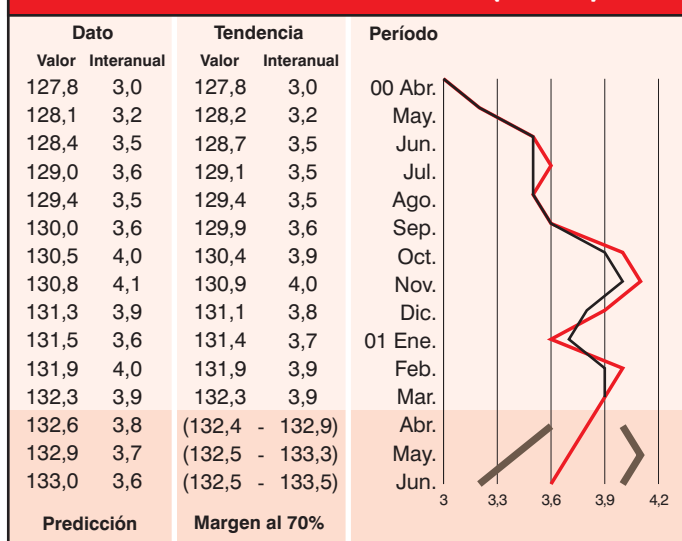 Dato Tendencia Período
Valor Interanual Valor Interanual
127,8 3,0 127,8 3,0 00 Abr.
128,1 3,2 128,2 3,2 May.
128,4 3,5 128,7 3,5 Jun.
129,0 3,6 129,1 3,5 Jul.
129,4 3,5 129,4 3,5 Ago.
130,0 3,6 129,9 3,6 Sep.
130,5 4,0 130,4 3,9 Oct.
130,8 4,1 130,9 4,0 Nov.
131,3 3,9 131,1 3,8 Dic.
131,5 3,6 131,4 3,7 01 Ene.
131,9 4,0 131,9 3,9 Feb.
132,3 3,9 132,3 3,9 Mar.
132,6 3,8 (132,4 - 132,9) Abr.
132,9 3,7 (132,5 - 133,3) May.
133,0 3,6 (132,5 - 133,5) Jun.
3 3,3 3,6 3,9 4,2
Predicción Margen al 70%